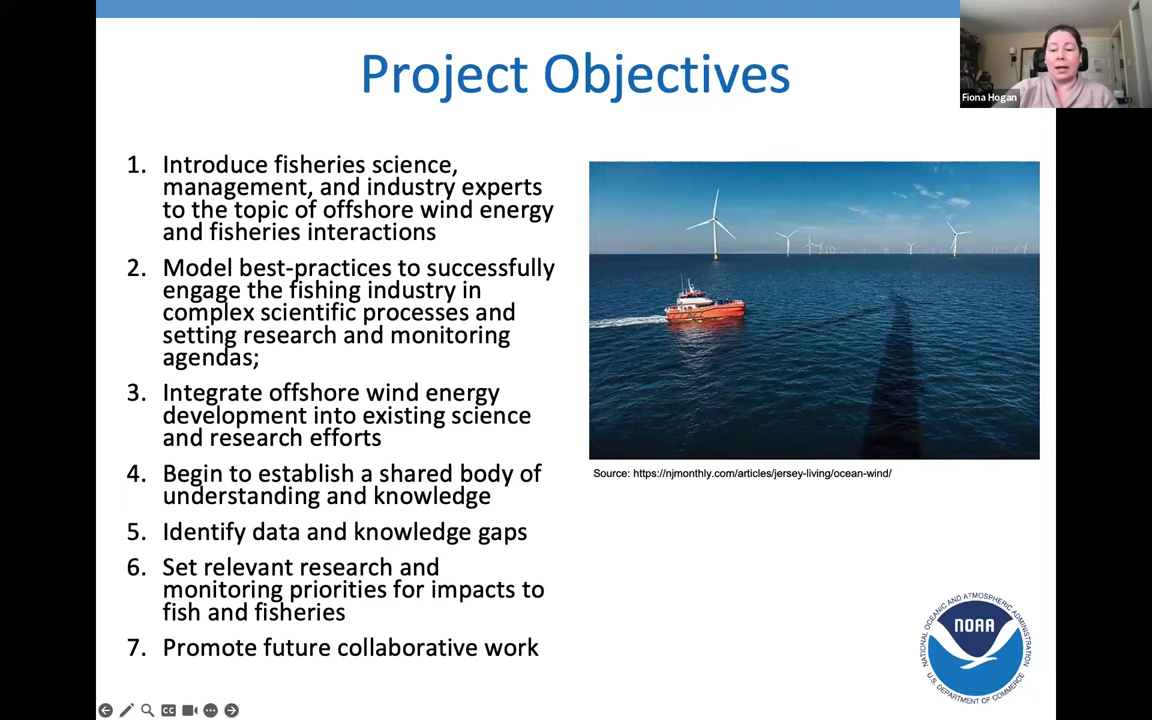 Project Objectives
Fiona Hogan
1. Introduce fisheries science,
management, and industry experts
to the topic of offshore wind energy
and fisheries interactions
2. Model best-practices to successfully
engage the fishing industry in
complex scientific processes and
setting research and monitoring
agendas;
3. Integrate offshore wind energy
development into existing science
and research efforts
4. Begin to establish a shared body of
understanding and knowledge
5. Identify data and knowledge gaps
6. Set relevant research and
monitoring priorities for impacts to
fish and fisheries
7. Promote future collaborative work
Source: https://njmonthly.com/articles/jersey-living/ocean-wind/
NATIONAL OCEANIC AND ATMOSPHERIC ADMINISTRATION
NOAA
U.S. DEPARTMENT OF COMMERCE
CC